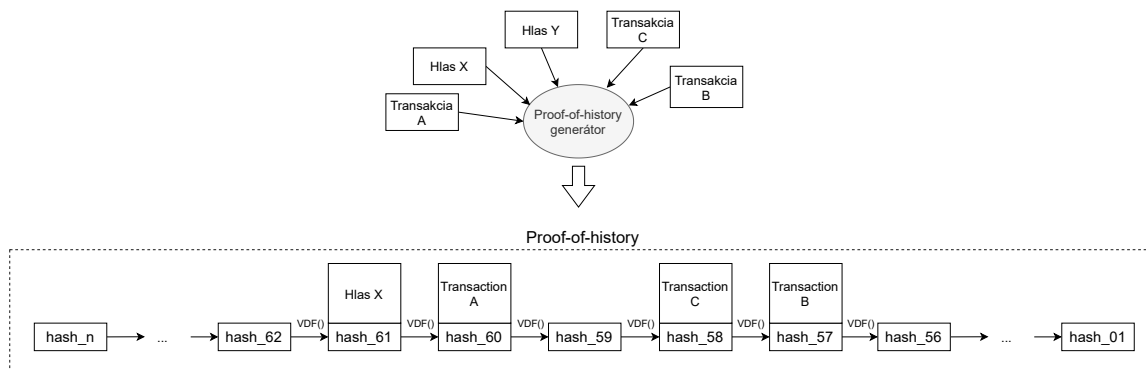 Hlas Y
Transakcia
C
Hlas X
Transakcia
B
Transakcia
A
Proof-of-history
generátor
Proof-of-history
Hlas X
Transaction
A
Transaction
C
Transaction
B
VDF() VDF() VDF() VDF() VDF() VDF()
hash_n ... hash_62 hash_61 hash_60 hash_59 hash_58 hash_57 hash_56 ... hash_01